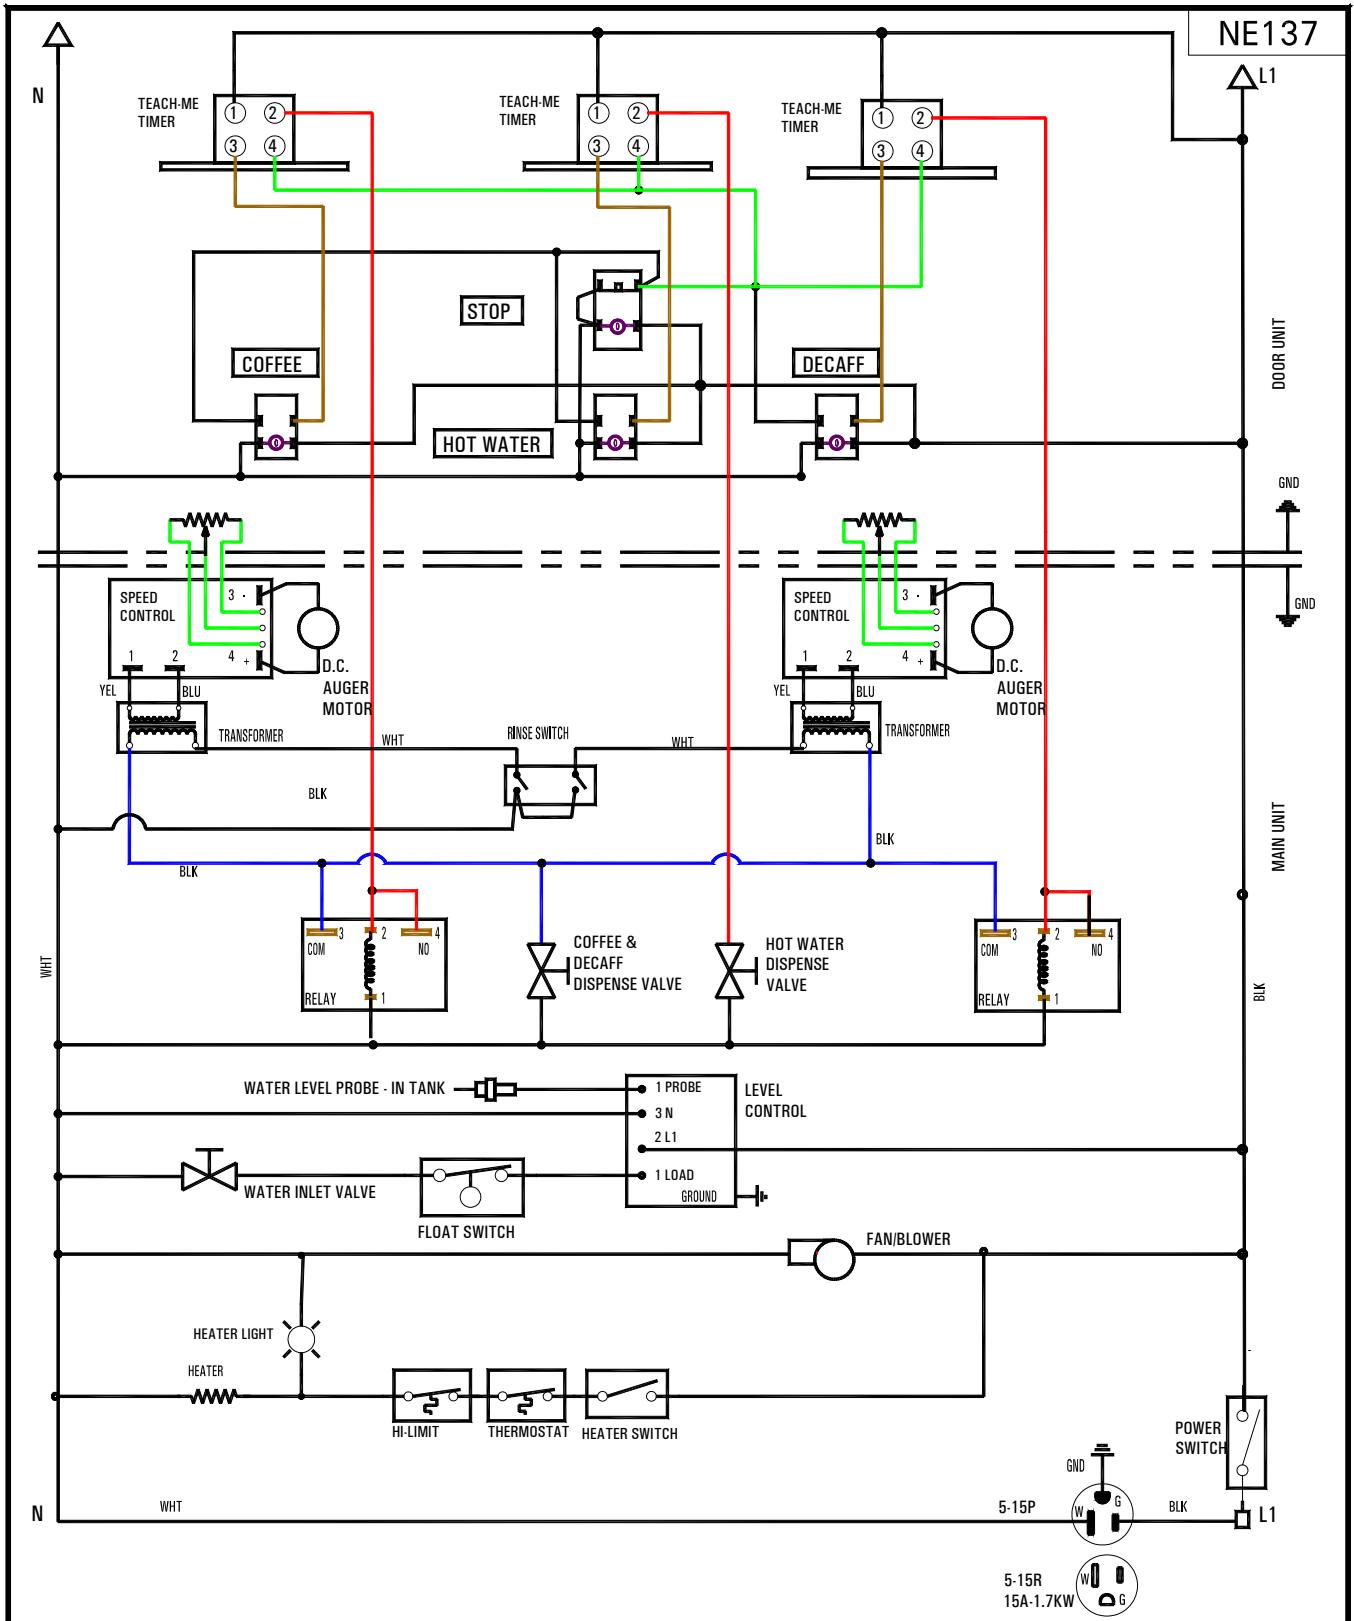 NE137
N
L1
TEACH-ME
TIMER
1 2
3 4
TEACH-ME
TIMER
1 2
3 4
TEACH-ME
TIMER
1 2
3 4
STOP
COFFEE
DECAFF
HOT WATER
DOOR UNIT
GND
GND
SPEED
CONTROL
3 -
4 +
1 2
YEL
BLU
D.C.
AUGER
MOTOR
TRANSFORMER
SPEED
CONTROL
3 -
4 +
1 2
YEL
BLU
D.C.
AUGER
MOTOR
TRANSFORMER
WHT
RINSE SWITCH
WHT
BLK
BLK
BLK
MAIN UNIT
WHT
BLK
3 2 4
COM NO
RELAY 1
COFFEE &
DECAFF
DISPENSE VALVE
HOT WATER
DISPENSE
VALVE
3 2 4
COM NO
RELAY 1
WATER LEVEL PROBE - IN TANK
1 PROBE
3 N
2 L1
1 LOAD
GROUND
LEVEL
CONTROL
WATER INLET VALVE
FLOAT SWITCH
FAN/BLOWER
HEATER LIGHT
HEATER
HI-LIMIT
THERMOSTAT
HEATER SWITCH
POWER
SWITCH
GND
N
WHT
5-15P
W
G
BLK
L1
5-15R
15A-1.7KW
W
G